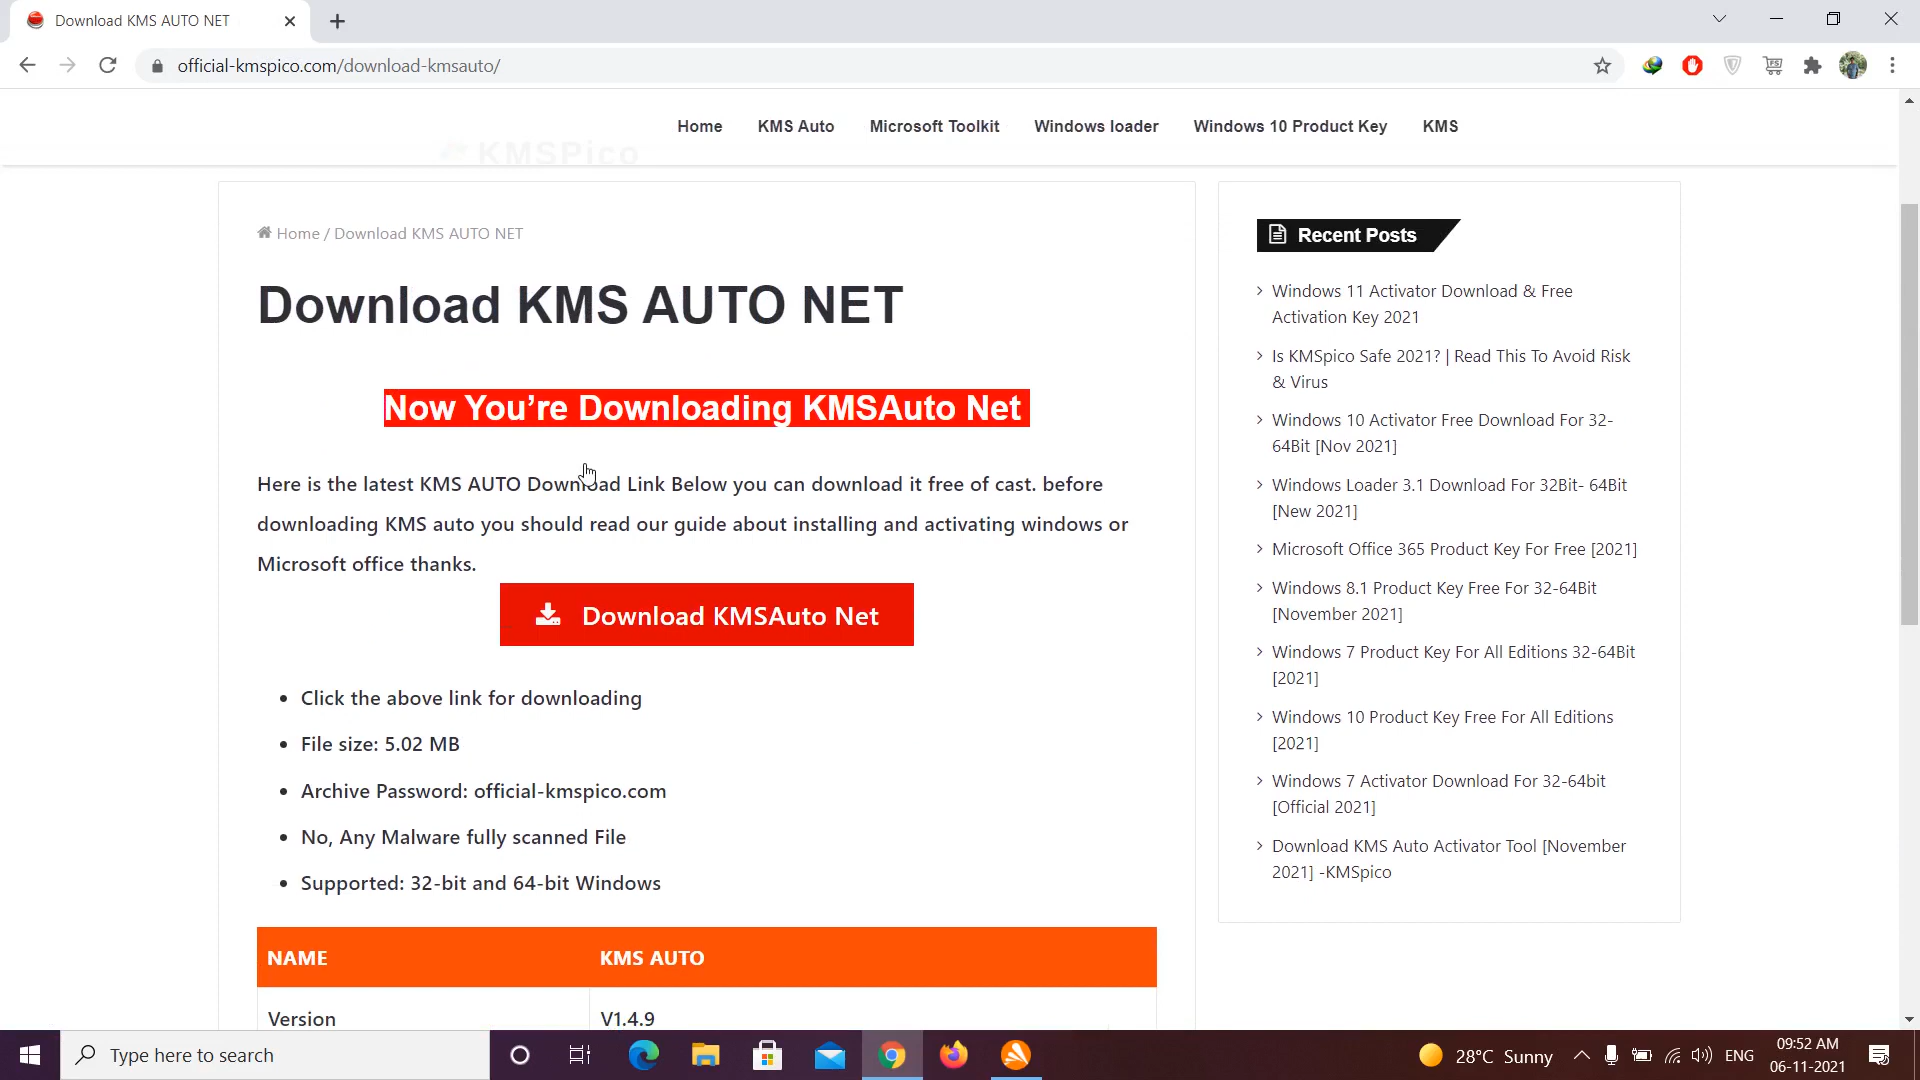 Download KMS AUTO NET
official-kmspico.com/download-kmsauto/
KMSPico
Home KMS Auto Microsoft Toolkit Windows loader Windows 10 Product Key KMS
Home / Download KMS AUTO NET
Download KMS AUTO NET
Now You're Downloading KMSAuto Net
Here is the latest KMS AUTO Download Link Below you can download it free of cast. before
downloading KMS auto you should read our guide about installing and activating windows or
Microsoft office thanks.
Download KMSAuto Net
• Click the above link for downloading
• File size: 5.02 MB
• Archive Password: official-kmspico.com
• No, Any Malware fully scanned File
• Supported: 32-bit and 64-bit Windows
NAME KMS AUTO
Version V1.4.9
Recent Posts
Windows 11 Activator Download & Free
Activation Key 2021
Is KMSpico Safe 2021? | Read This To Avoid Risk
& Virus
Windows 10 Activator Free Download For 32-
64Bit [Nov 2021]
Windows Loader 3.1 Download For 32Bit- 64Bit
[New 2021]
Microsoft Office 365 Product Key For Free [2021]
Windows 8.1 Product Key Free For 32-64Bit
[November 2021]
Windows 7 Product Key For All Editions 32-64Bit
[2021]
Windows 10 Product Key Free For All Editions
[2021]
Windows 7 Activator Download For 32-64bit
[Official 2021]
Download KMS Auto Activator Tool [November
2021] -KMSpico
Type here to search
28°C Sunny
ENG
09:52 AM
06-11-2021